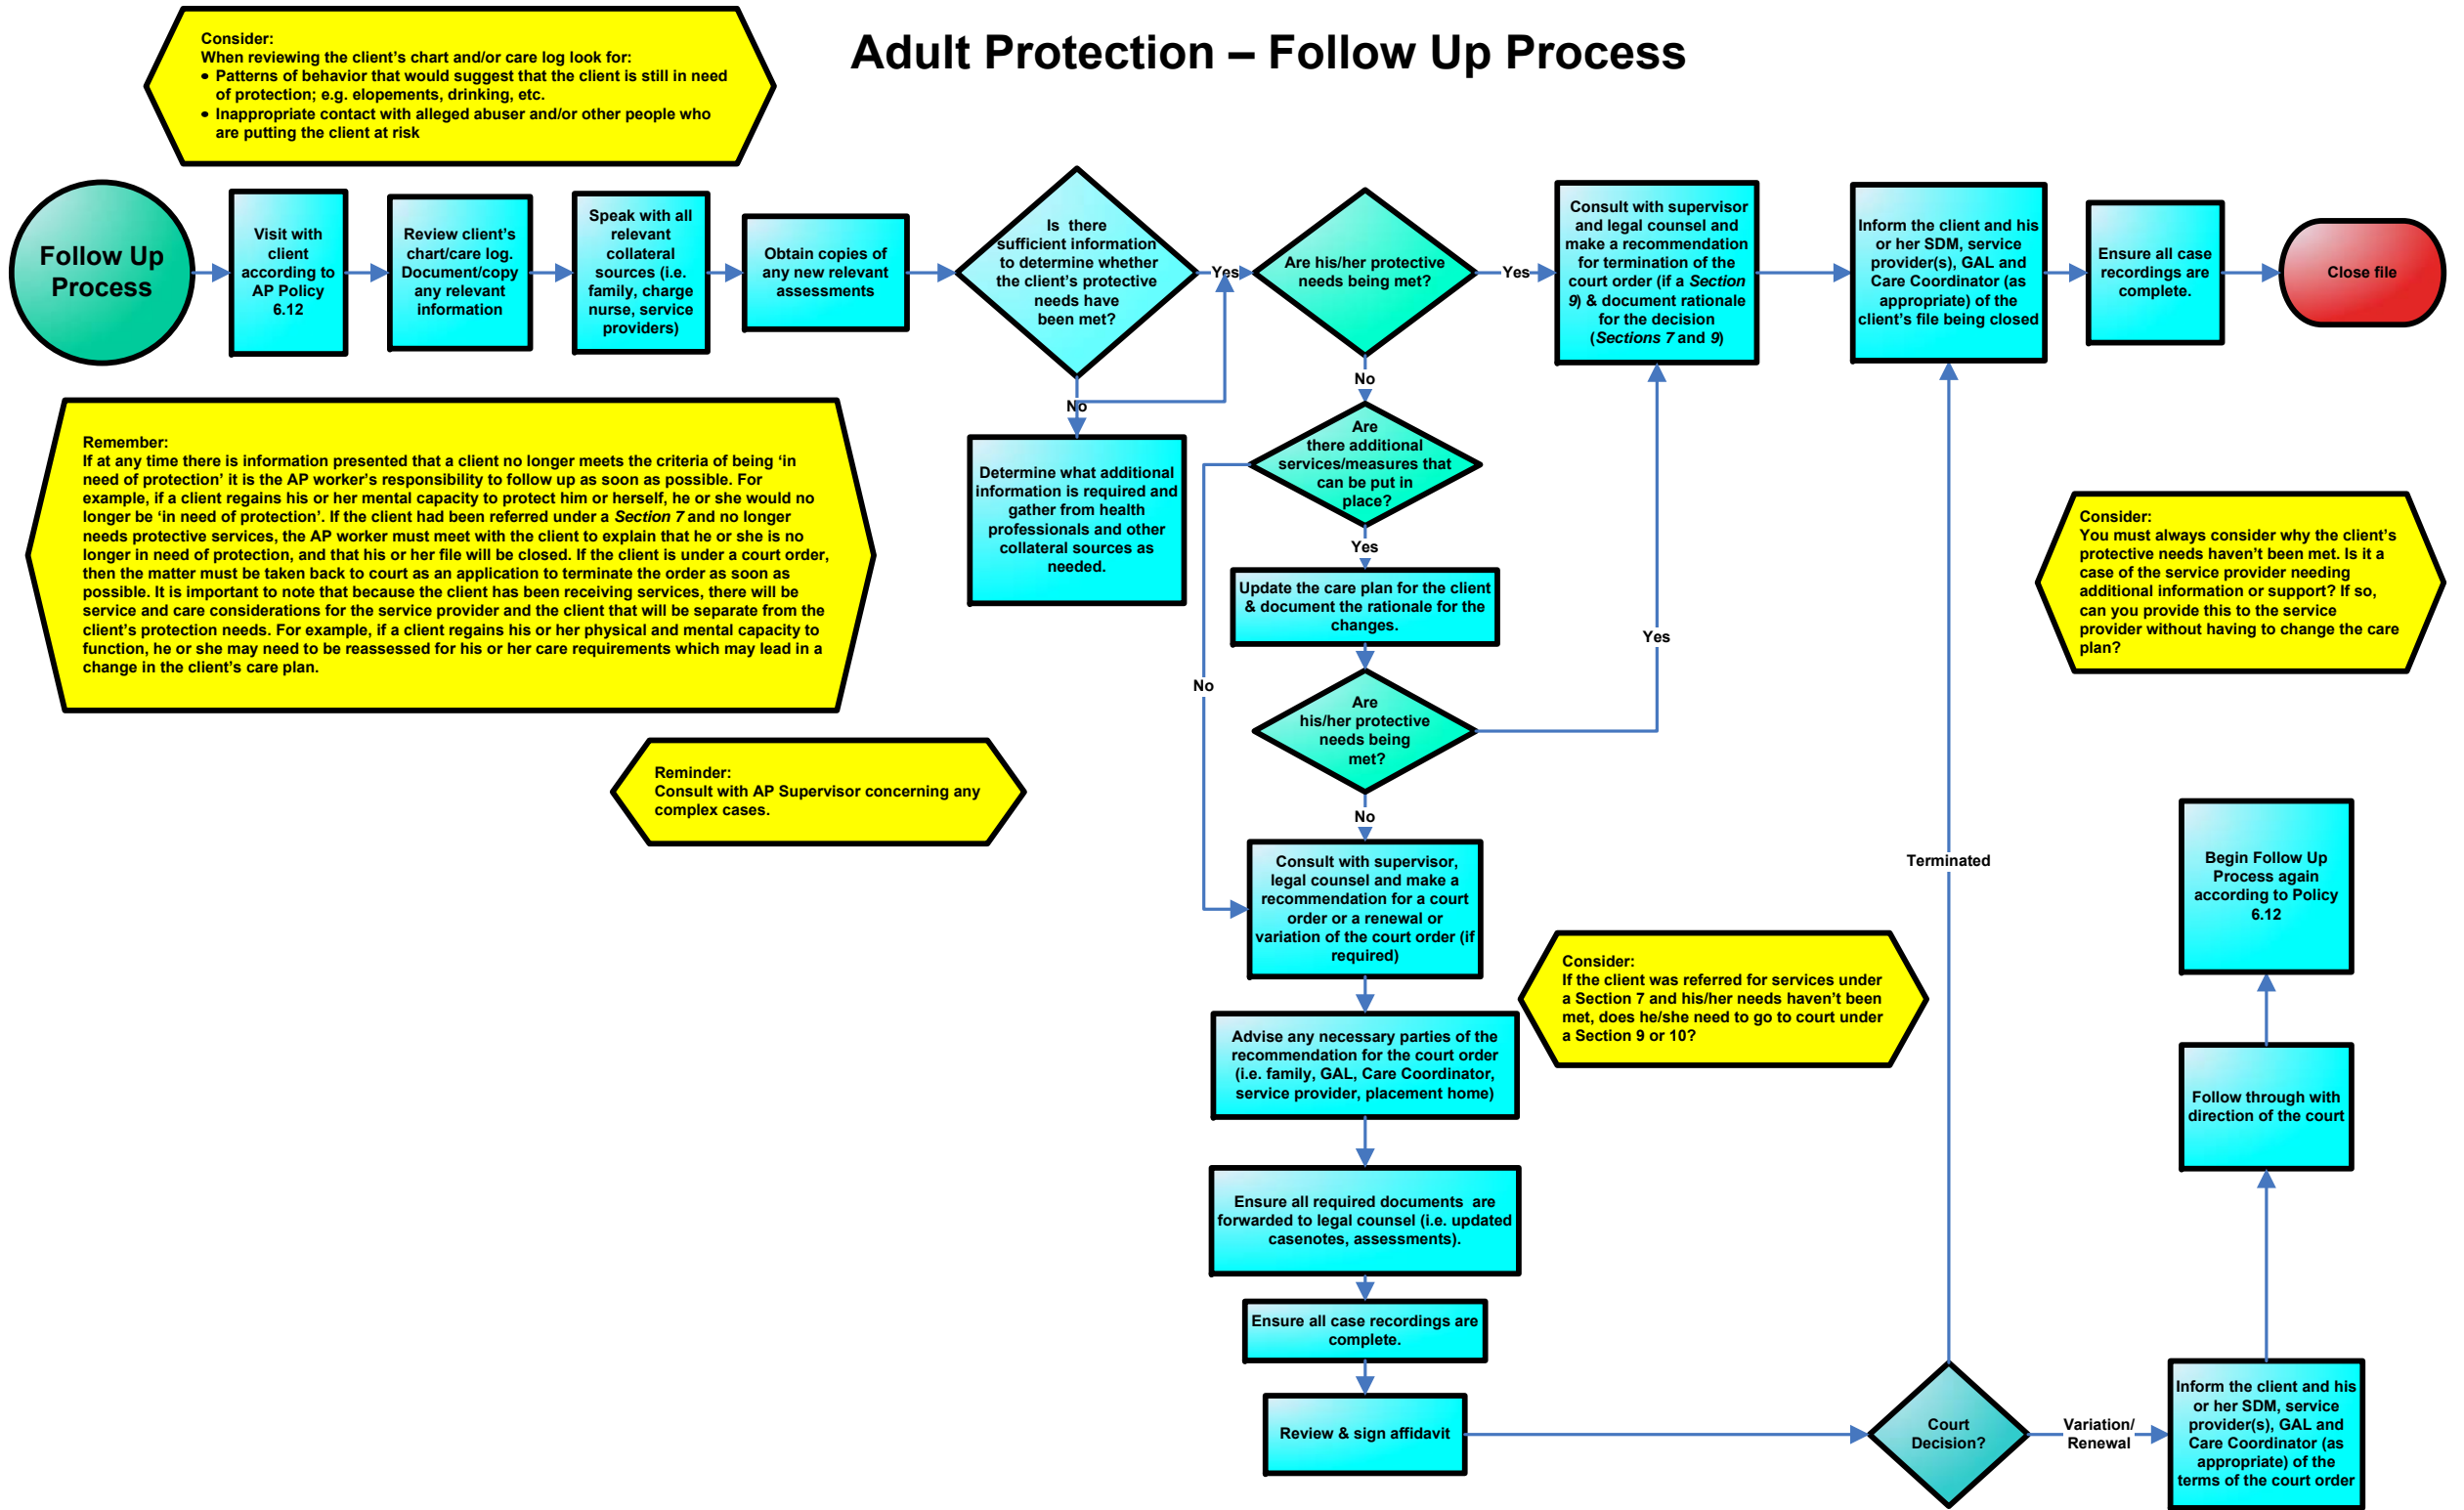 Adult Protection – Follow Up Process
Consider:
When reviewing the client's chart and/or care log look for:
• Patterns of behavior that would suggest that the client is still in need
of protection; e.g. elopements, drinking, etc.
• Inappropriate contact with alleged abuser and/or other people who
are putting the client at risk
Follow Up
Process
Visit with
client
according to
AP Policy
6.12
Review client's
chart/care log.
Document/copy
any relevant
information
Speak with all
relevant
collateral
sources (i.e.
family, charge
nurse, service
providers)
Obtain copies of
any new relevant
assessments
Is there
sufficient information
to determine whether
the client's protective
needs have
been met?
Yes
Are his/her protective
needs being met?
Yes
Consult with supervisor
and legal counsel and
make a recommendation
for termination of the
court order (if a Section
9) & document rationale
for the decision
(Sections 7 and 9)
Inform the client and his
or her SDM, service
provider(s), GAL and
Care Coordinator (as
appropriate) of the
client's file being closed
Ensure all case
recordings are
complete.
Close file
No
No
Remember:
If at any time there is information presented that a client no longer meets the criteria of being 'in
need of protection' it is the AP worker's responsibility to follow up as soon as possible. For
example, if a client regains his or her mental capacity to protect him or herself, he or she would no
longer be 'in need of protection'. If the client had been referred under a Section 7 and no longer
needs protective services, the AP worker must meet with the client to explain that he or she is no
longer in need of protection, and that his or her file will be closed. If the client is under a court order,
then the matter must be taken back to court as an application to terminate the order as soon as
possible. It is important to note that because the client has been receiving services, there will be
service and care considerations for the service provider and the client that will be separate from the
client's protection needs. For example, if a client regains his or her physical and mental capacity to
function, he or she may need to be reassessed for his or her care requirements which may lead in a
change in the client's care plan.
Determine what additional
information is required and
gather from health
professionals and other
collateral sources as
needed.
Are
there additional
services/measures that
can be put in
place?
Yes
Update the care plan for the client
& document the rationale for the
changes.
Yes
No
Consider:
You must always consider why the client's
protective needs haven't been met. Is it a
case of the service provider needing
additional information or support? If so,
can you provide this to the service
provider without having to change the care
plan?
Are
his/her protective
needs being
met?
Reminder:
Consult with AP Supervisor concerning any
complex cases.
No
Consult with supervisor,
legal counsel and make a
recommendation for a court
order or a renewal or
variation of the court order (if
required)
Terminated
Begin Follow Up
Process again
according to Policy
6.12
Consider:
If the client was referred for services under
a Section 7 and his/her needs haven't been
met, does he/she need to go to court under
a Section 9 or 10?
Advise any necessary parties of the
recommendation for the court order
(i.e. family, GAL, Care Coordinator,
service provider, placement home)
Follow through with
direction of the court
Ensure all required documents are
forwarded to legal counsel (i.e. updated
casenotes, assessments).
Ensure all case recordings are
complete.
Review & sign affidavit
Court
Decision?
Variation/
Renewal
Inform the client and his
or her SDM, service
provider(s), GAL and
Care Coordinator (as
appropriate) of the
terms of the court order